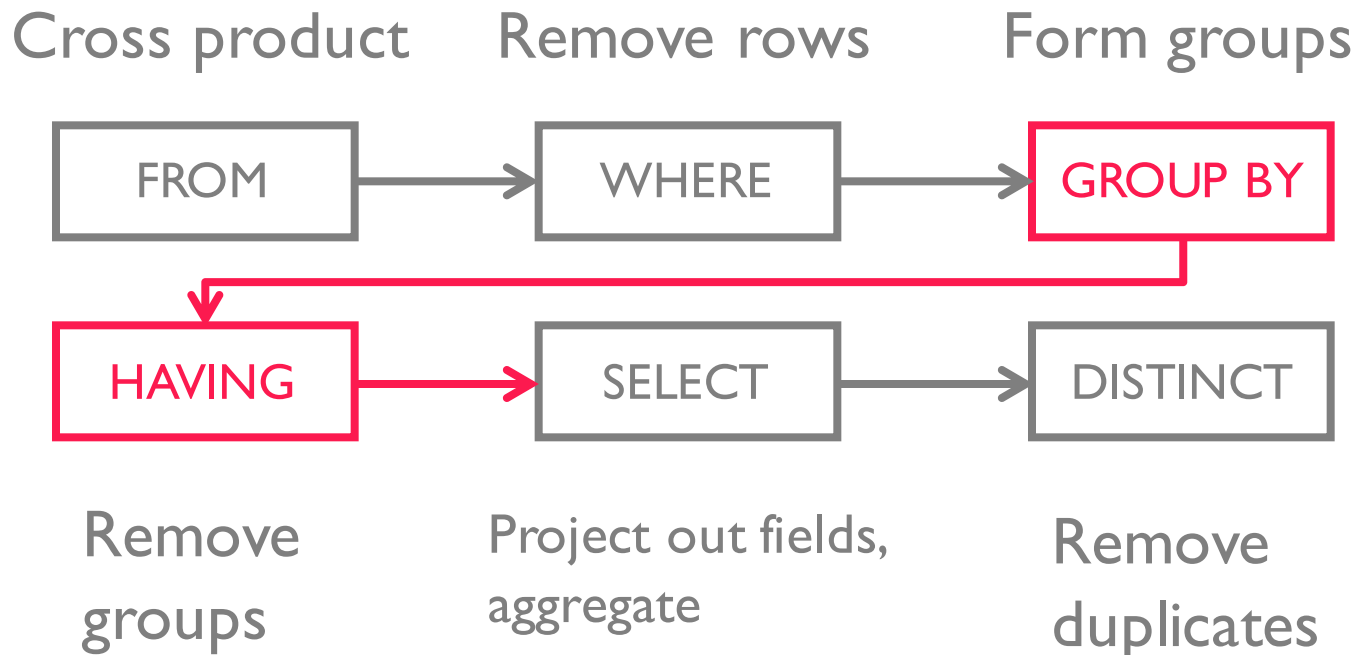 Cross product
Remove rows
Form groups
FROM
WHERE
GROUP BY
HAVING
SELECT
DISTINCT
Remove
groups
Project out fields,
aggregate
Remove
duplicates